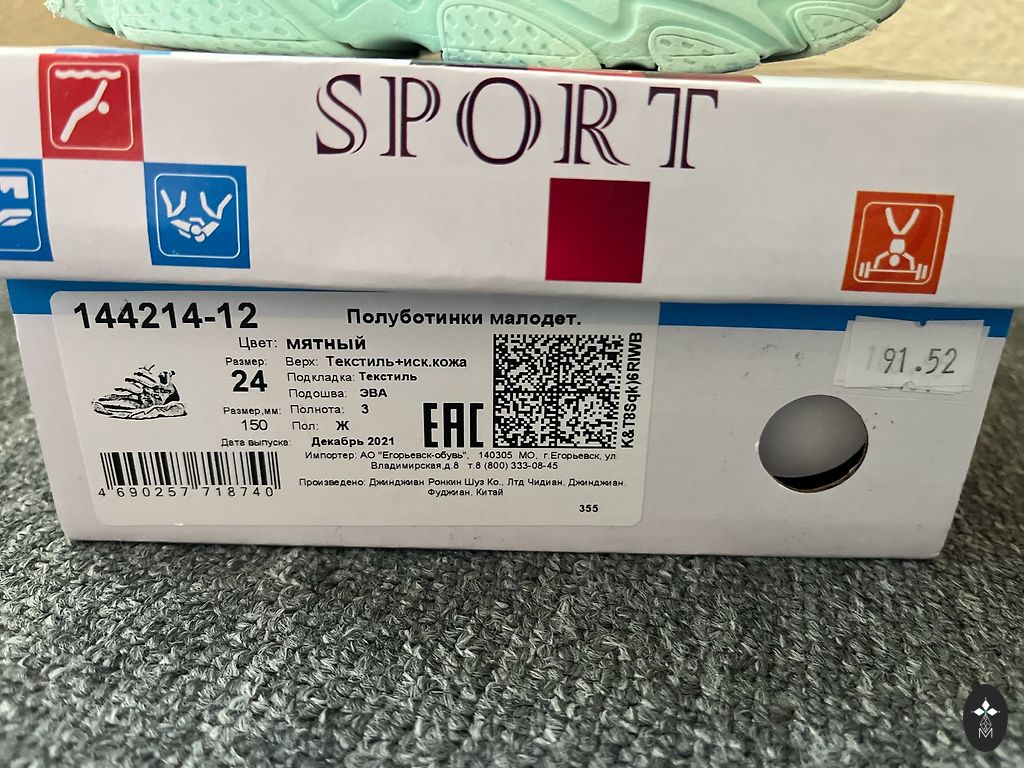 SPORT
144214-12
Полуботинки малодет.
Цвет: мятный
Размер:
24
Верх: Текстиль+иск.кожа
Подкладка: Текстиль
Подошва: ЭВА
Размер,мм:
150
Полнота: 3
Пол: Ж
Дата выпуска: Декабрь 2021
EAC
K&T8Sqk)6RIWB
91.52
Импортер: АО "Егорьевск-обувь", 140305 МО, г.Егорьевск, ул
Владимирская,д.8 т.8 (800) 333-08-45
Произведено: Джинджиан Ронкин Шуз Ко., Лтд Чидиан, Джинджиан,
Фуджиан, Китай
4 690257 718740
355
M